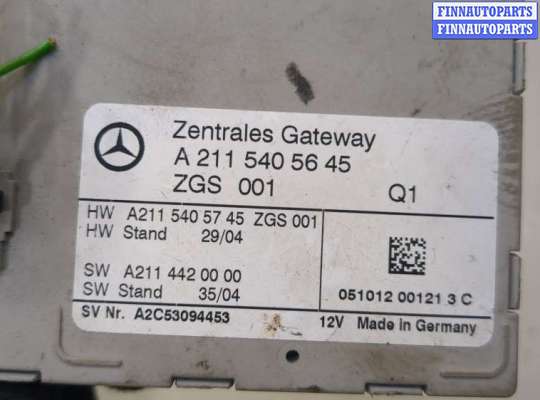 FINNAUTOPARTS
FINNAUTOPARTS
Zentrales Gateway
A 211 540 56 45
ZGS 001 Q1
HW A211 540 57 45 ZGS 001
HW Stand 29/04
SW A211 442 00 00
SW Stand 35/04
051012 00121 3 C
SV Nr. A2C53094453 12V Made in Germany